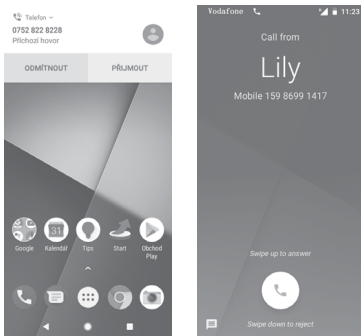 Telefon
0752 822 8228
Příchozí hovor
ODMÍTNOUT PŘIJMOUT
31
Google Kalendář Tips Start Obchod Play
Vodafone 11:23
Call from
Lily
Mobile 159 8699 1417
Swipe up to answer
Swipe down to reject